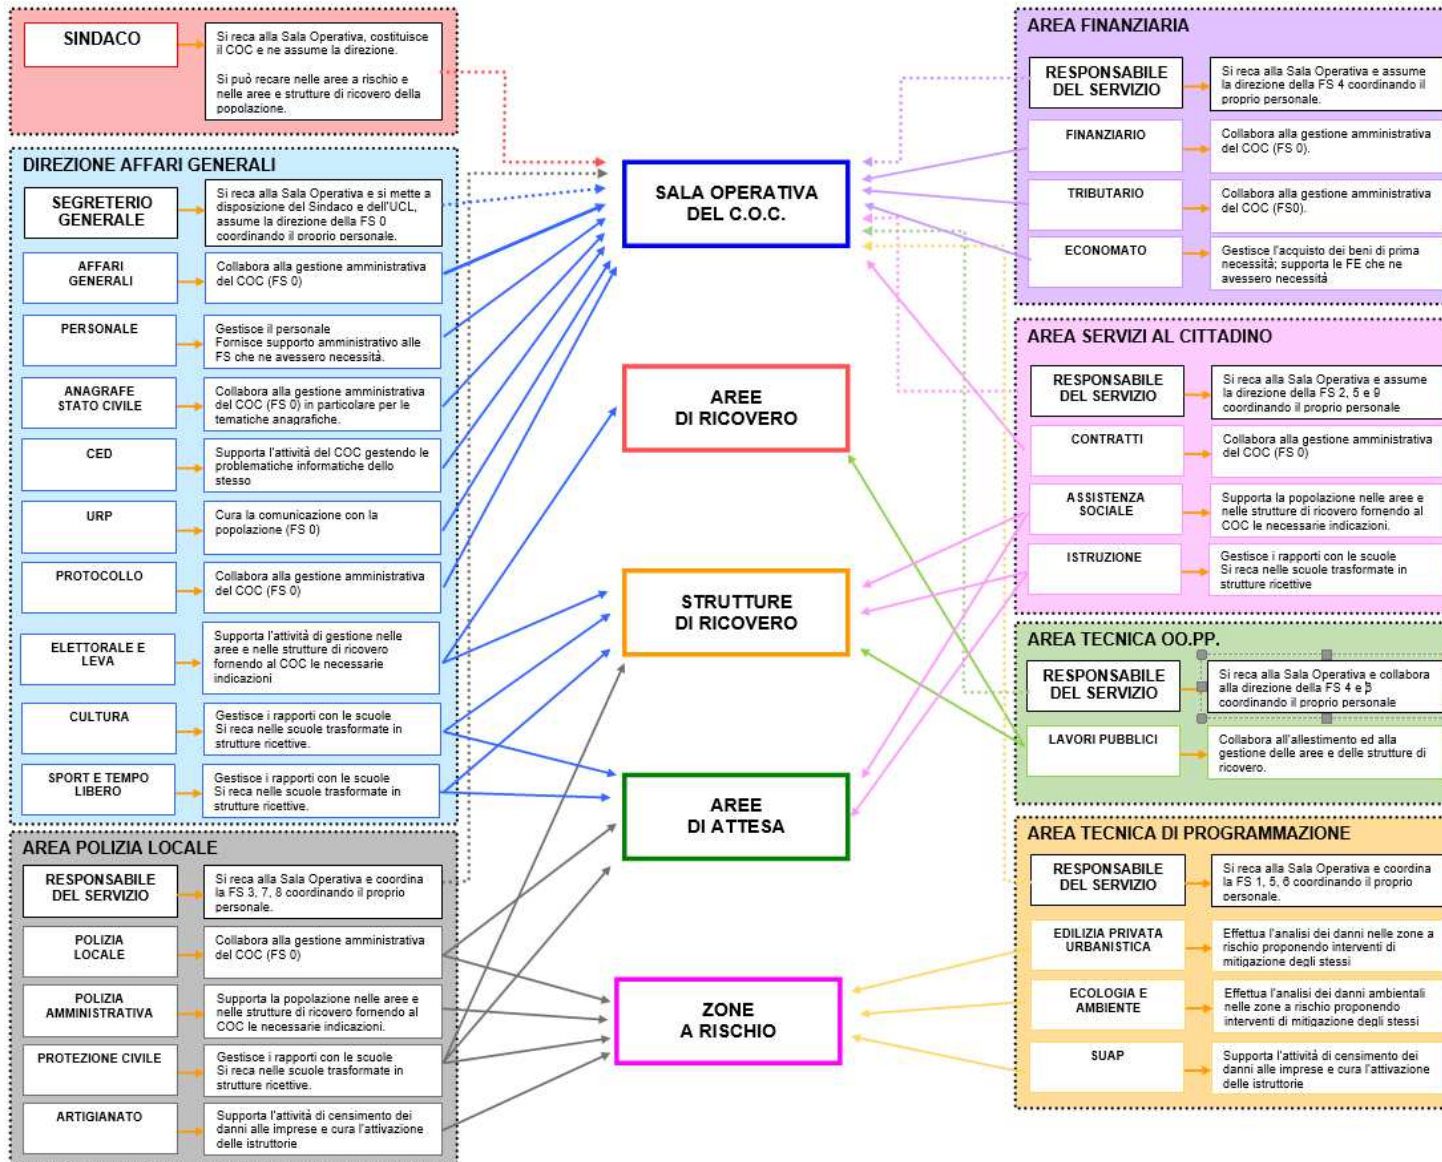 SINDACO
Si reca alla Sala Operativa, costituisce
il COC e ne assume la direzione.
Si può recare nelle aree a rischio e
nelle aree e strutture di ricovero della
popolazione.
DIREZIONE AFFARI GENERALI
SEGRETERIO
GENERALE
Si reca alla Sala Operativa e si mette a
disposizione del Sindaco e dell'UCL,
assume la direzione della FS 0
coordinando il proprio personale.
AFFARI
GENERALI
Collabora alla gestione amministrativa
del COC (FS 0)
PERSONALE
Gestisce il personale
Fornisce supporto amministrativo alle
FS che ne avessero necessità.
ANAGRAFE
STATO CIVILE
Collabora alla gestione amministrativa
del COC (FS 0) in particolare per le
tematiche anagrafiche.
CED
Supporta l'attività del COC gestendo le
problematiche informatiche dello
stesso
URP
Cura la comunicazione con la
popolazione (FS 0)
PROTOCOLLO
Collabora alla gestione amministrativa
del COC (FS 0)
ELETTORALE E
LEVA
Supporta l'attività di gestione nelle
aree e nelle strutture di ricovero
fornendo al COC le necessarie
indicazioni
CULTURA
Gestisce i rapporti con le scuole
Si reca nelle scuole trasformate in
strutture ricettive.
SPORT E TEMPO
LIBERO
Gestisce i rapporti con le scuole
Si reca nelle scuole trasformate in
strutture ricettive.
AREA POLIZIA LOCALE
RESPONSABILE
DEL SERVIZIO
Si reca alla Sala Operativa e coordina
la FS 3, 7, 8 coordinando il proprio
personale.
POLIZIA
LOCALE
Collabora alla gestione amministrativa
del COC (FS 0)
POLIZIA
AMMINISTRATIVA
Supporta la popolazione nelle aree e
nelle strutture di ricovero fornendo al
COC le necessarie indicazioni.
PROTEZIONE CIVILE
Gestisce i rapporti con le scuole
Si reca nelle scuole trasformate in
strutture ricettive.
ARTIGIANATO
Supporta l'attività di censimento dei
danni alle imprese e cura l'attivazione
delle istruttorie
SALA OPERATIVA
DEL C.O.C.
AREE
DI RICOVERO
STRUTTURE
DI RICOVERO
AREE
DI ATTESA
ZONE
A RISCHIO
AREA FINANZIARIA
RESPONSABILE
DEL SERVIZIO
Si reca alla Sala Operativa e assume
la direzione della FS 4 coordinando il
proprio personale.
FINANZIARIO
Collabora alla gestione amministrativa
del COC (FS 0).
TRIBUTARIO
Collabora alla gestione amministrativa
del COC (FS0).
ECONOMATO
Gestisce l'acquisto dei beni di prima
necessità; supporta le FE che ne
avessero necessità
AREA SERVIZI AL CITTADINO
RESPONSABILE
DEL SERVIZIO
Si reca alla Sala Operativa e assume
la direzione della FS 2, 5 e 9
coordinando il proprio personale
CONTRATTI
Collabora alla gestione amministrativa
del COC (FS 0)
ASSISTENZA
SOCIALE
Supporta la popolazione nelle aree e
nelle strutture di ricovero fornendo al
COC le necessarie indicazioni.
ISTRUZIONE
Gestisce i rapporti con le scuole
Si reca nelle scuole trasformate in
strutture ricettive
AREA TECNICA OO.PP.
RESPONSABILE
DEL SERVIZIO
Si reca alla Sala Operativa e collabora
alla direzione della FS 4 e
coordinando il proprio personale
LAVORI PUBBLICI
Collabora all'allestimento ed alla
gestione delle aree e delle strutture di
ricovero.
AREA TECNICA DI PROGRAMMAZIONE
RESPONSABILE
DEL SERVIZIO
Si reca alla Sala Operativa e coordina
la FS 1, 5, 6 coordinando il proprio
personale.
EDILIZIA PRIVATA
URBANISTICA
Effettua l'analisi dei danni nelle zone a
rischio proponendo interventi di
mitigazione degli stessi
ECOLOGIA E
AMBIENTE
Effettua l'analisi dei danni ambientali
nelle zone a rischio proponendo
interventi di mitigazione degli stessi
SUAP
Supporta l'attività di censimento dei
danni alle imprese e cura l'attivazione
delle istruttorie